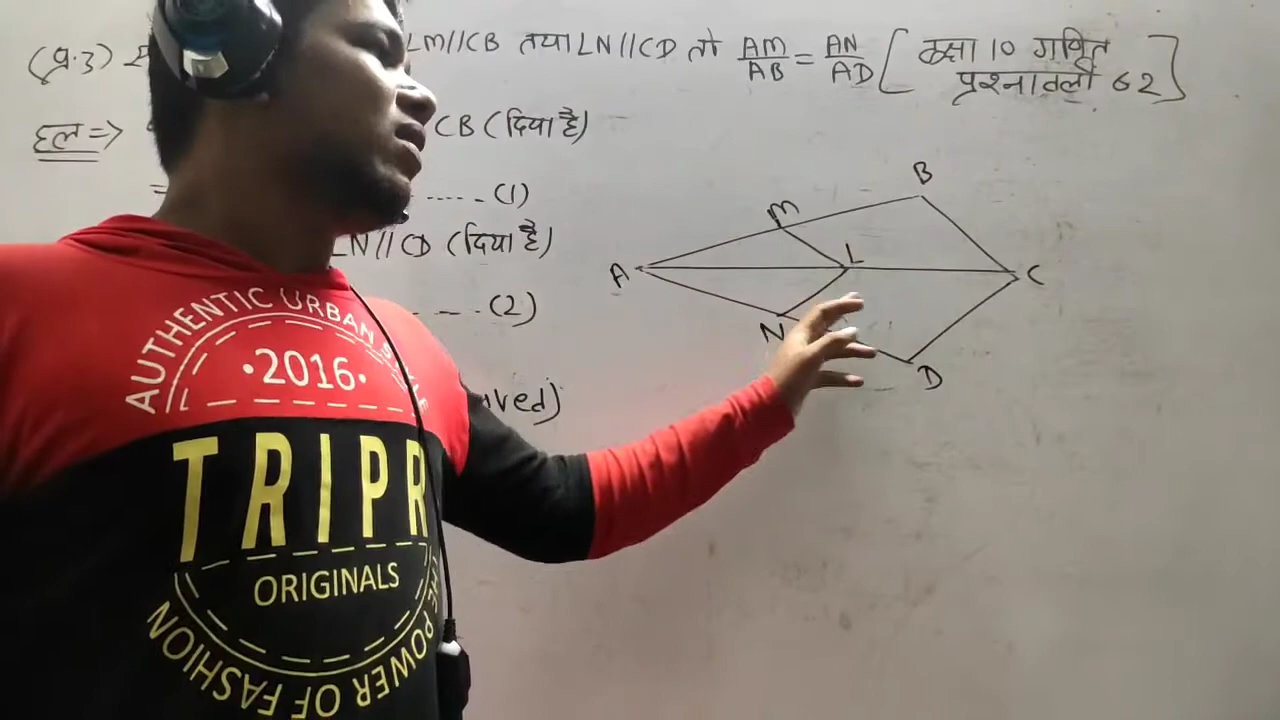 (प्र.3) LM//CB तथा LN//CD तो AM/AB = AN/AD [कक्षा 10 गणित
प्रश्नावली 6.2]
हल => CB (दिया है)
= ..... (1)
LN//CD (दिया है)
.... (2)
ved)
A
M
B
L
C
N
D
AUTHENTIC URBAN
·2016·
TRIPR
ORIGINALS
THE POWER OF FASHION